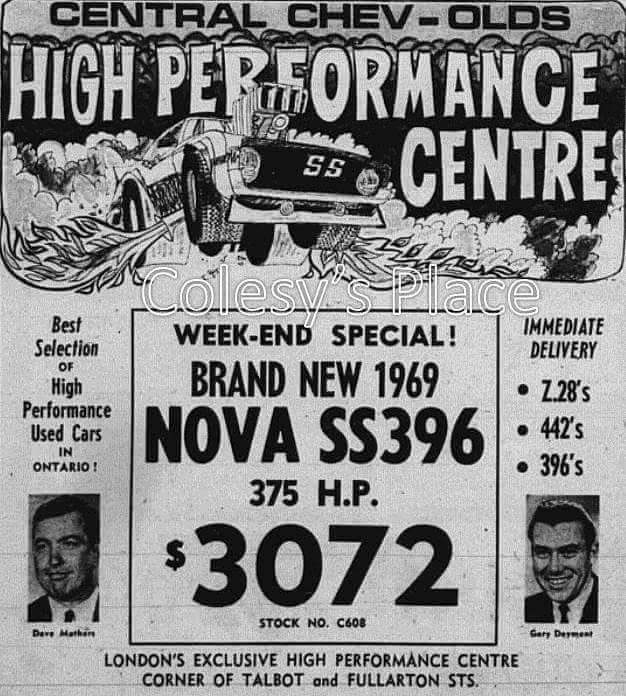 CENTRAL CHEV-OLDS
HIGH PERFORMANCE
CENTRE
SS
Colesy's Place
Best
Selection
OF
High
Performance
Used Cars
IN
ONTARIO!
Dave Mathers
WEEK-END SPECIAL!
BRAND NEW 1969
NOVA SS396
375 H.P.
$3072
STOCK NO. C608
IMMEDIATE
DELIVERY
• Z.28's
• 442's
• 396's
Gary Deyment
LONDON'S EXCLUSIVE HIGH PERFORMANCE CENTRE
CORNER OF TALBOT and FULLARTON STS.